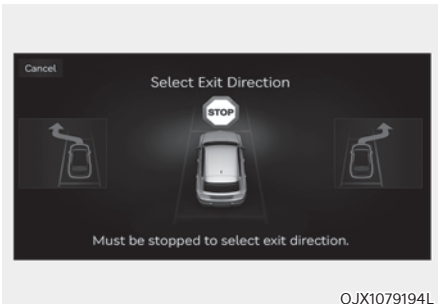 Cancel
Select Exit Direction
STOP
Must be stopped to select exit direction.
OJX1079194L